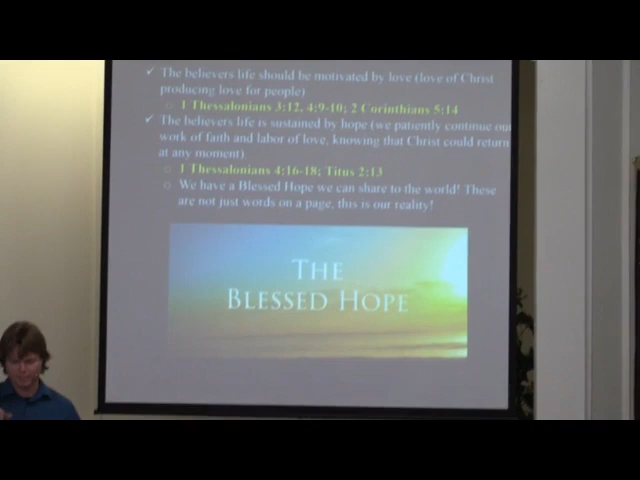 ✓ The believers life should be motivated by love (love of Christ
producing love for people)
o 1 Thessalonians 3:12, 4:9-10; 2 Corinthians 5:14
✓ The believers life is sustained by hope (we patiently continue our
work of faith and labor of love, knowing that Christ could return
at any moment)
o 1 Thessalonians 4:16-18; Titus 2:13
o We have a Blessed Hope we can share to the world! These
are not just words on a page, this is our reality!
THE
BLESSED HOPE